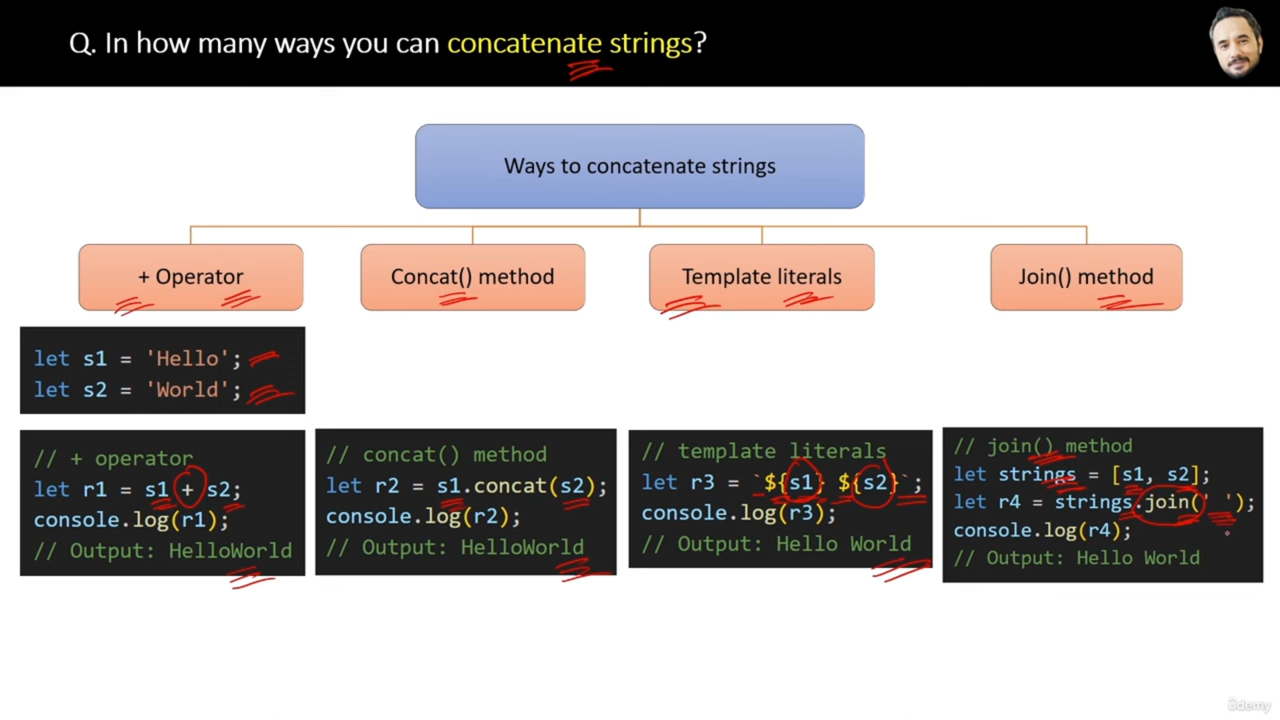 Q. In how many ways you can concatenate strings?
Ways to concatenate strings
+ Operator
Concat() method
Template literals
Join() method
let s1 = 'Hello';
let s2 = 'World';
// + operator
let r1 = s1 + s2;
console.log(r1);
// Output: HelloWorld
// concat() method
let r2 = s1.concat(s2);
console.log(r2);
// Output: HelloWorld
// template literals
let r3 = `${s1} ${s2}`;
console.log(r3);
// Output: Hello World
// join() method
let strings = [s1, s2];
let r4 = strings.join(' ');
console.log(r4);
// Output: Hello World
ûdemy